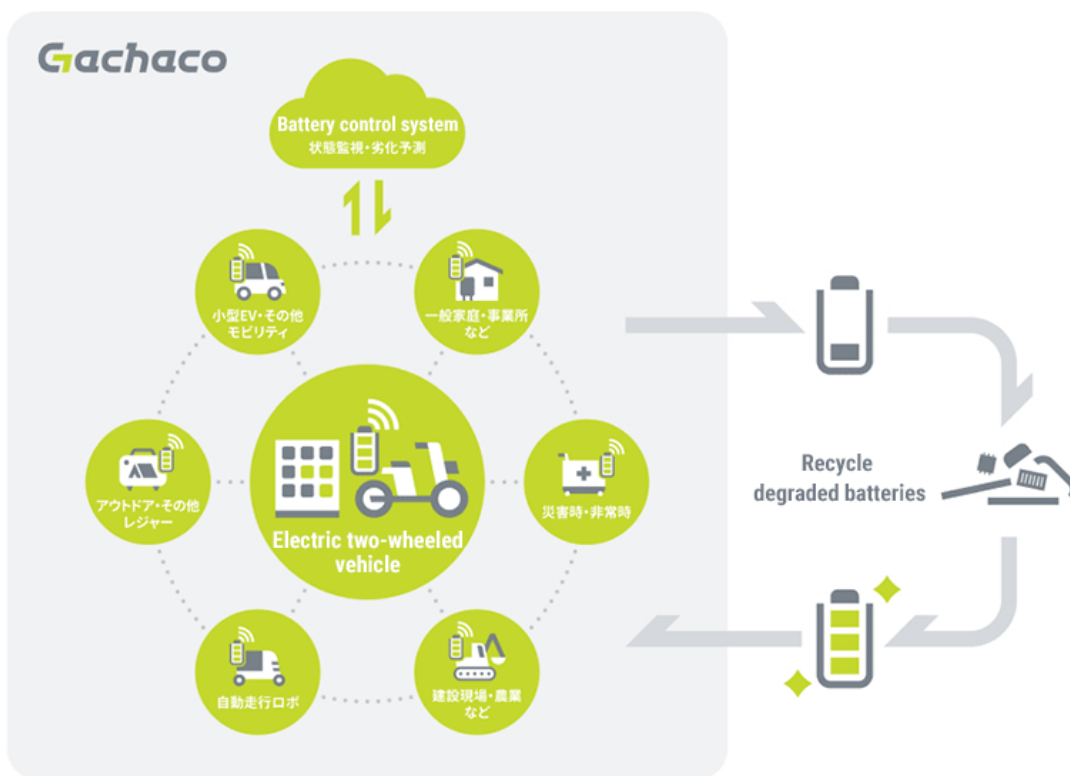 Gachaco
Battery control system
状態監視・劣化予測
小型EV・その他
モビリティ
一般家庭・事業所
など
アウトドア・その他
レジャー
Electric two-wheeled
vehicle
災害時・非常時
自動走行ロボ
建設現場・農業
など
Recycle
degraded batteries